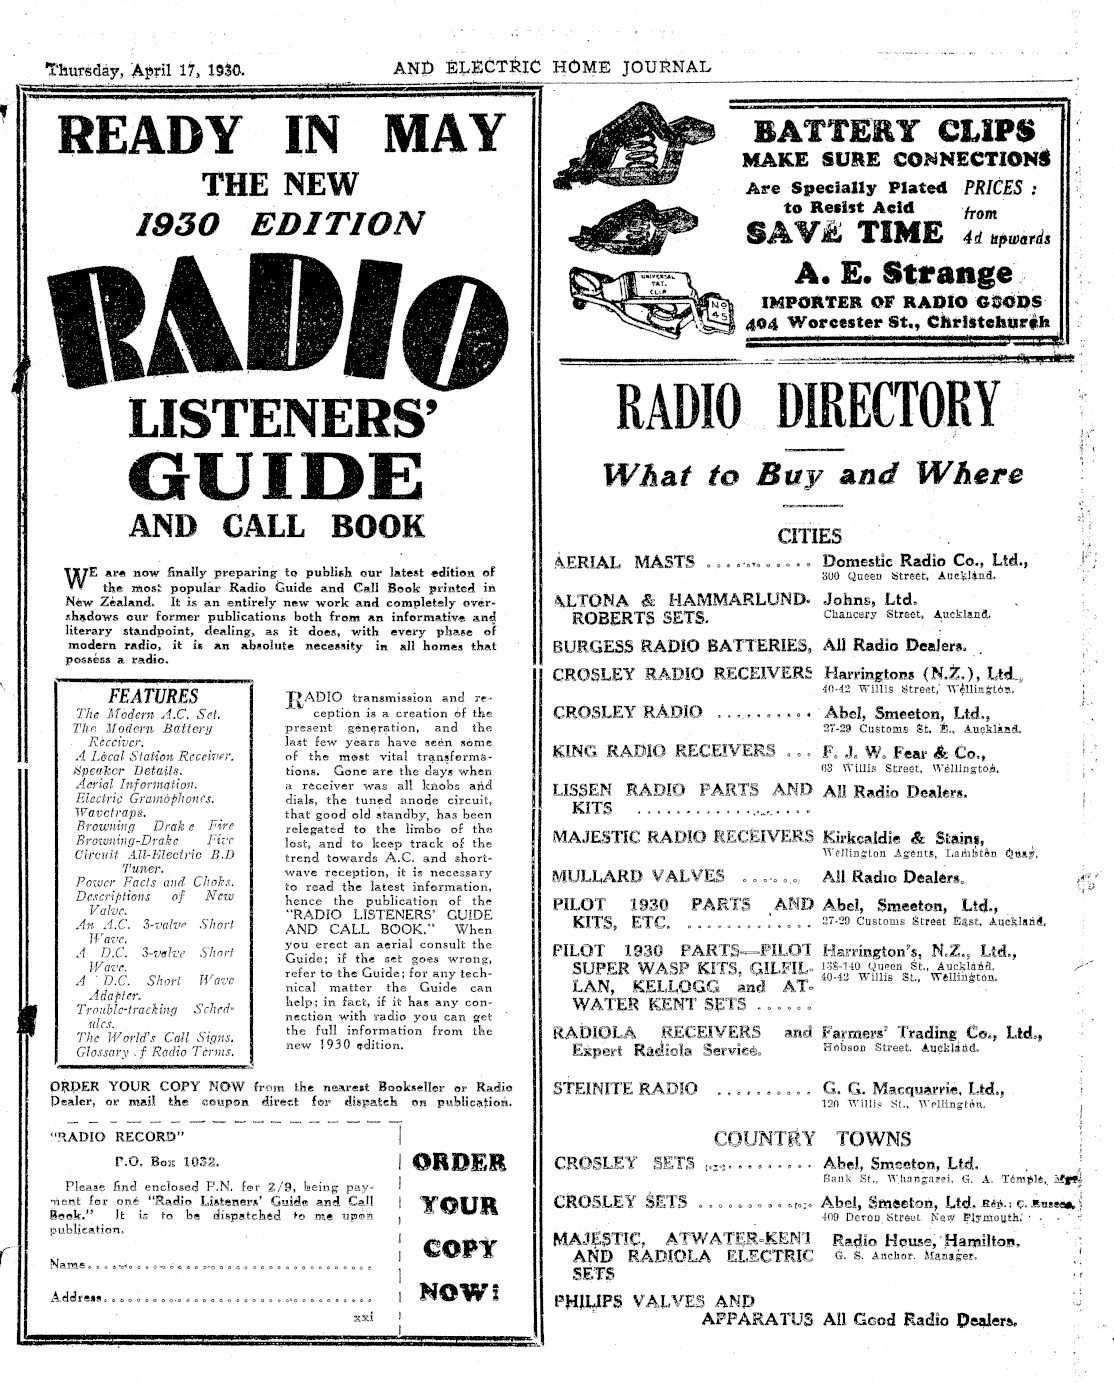 Thursday, April 17, 1930.
AND ELECTRIC HOME JOURNAL
READY IN MAY
THE NEW
1930 EDITION
RADIO
LISTENERS'
GUIDE
AND CALL BOOK
WE are now finally preparing to publish our latest edition of
the most popular Radio Guide and Call Book printed in
New Zealand. It is an entirely new work and completely over-
shadows our former publications both from an informative and
literary standpoint, dealing, as it does, with every phase of
modern radio, it is an absolute necessity in all homes that
possess a radio.
FEATURES
The Modern A.C. Set.
The Modern Battery
Receiver.
A Local Station Receiver.
Speaker Details.
Aerial Information.
Electric Gramophones.
Wavetraps.
Browning Drake Five
Browning-Drake Five
Circuit All-Electric B.D
Tuner.
Power Facts and Choks.
Descriptions of New
Valve.
An A.C. 3-valve Short
Wave.
A D.C. 3-valve Short
Wave.
A D.C. Short Wave
Adapter.
Trouble-tracking Sched-
ules.
The World's Call Signs.
Glossary of Radio Terms.
RADIO transmission and re-
ception is a creation of the
present generation, and the
last few years have seen some
of the most vital transforma-
tions. Gone are the days when
a receiver was all knobs and
dials, the tuned anode circuit,
that good old standby, has been
relegated to the limbo of the
lost, and to keep track of the
trend towards A.C. and short-
wave reception, it is necessary
to read the latest information,
hence the publication of the
"RADIO LISTENERS' GUIDE
AND CALL BOOK." When
you erect an aerial consult the
Guide; if the set goes wrong,
refer to the Guide; for any tech-
nical matter the Guide can
help; in fact, if it has any con-
nection with radio you can get
the full information from the
new 1930 edition.
ORDER YOUR COPY NOW from the nearest Bookseller or Radio
Dealer, or mail the coupon direct for dispatch on publication.
"RADIO RECORD"
P.O. Box 1032.
Please find enclosed P.N. for 2/9, being pay-
ment for one "Radio Listeners' Guide and Call
Book." It is to be dispatched to me upon
publication.
Name..........
Address..........
xxi
ORDER
YOUR
COPY
NOW!
UNIVERSAL
PAT.
CLIP
No
45
BATTERY CLIPS
MAKE SURE CONNECTIONS
Are Specially Plated
to Resist Acid
SAVE TIME
PRICES :
from
4d upwards
A. E. Strange
IMPORTER OF RADIO GOODS
404 Worcester St., Christchurch
RADIO DIRECTORY
What to Buy and Where
CITIES
AERIAL MASTS .......... Domestic Radio Co., Ltd.,
300 Queen Street, Auckland.
ALTONA & HAMMARLUND- Johns, Ltd.
ROBERTS SETS. Chancery Street, Auckland.
BURGESS RADIO BATTERIES, All Radio Dealers.
CROSLEY RADIO RECEIVERS Harringtons (N.Z.), Ltd.,
40-42 Willis Street, Wellington.
CROSLEY RADIO .......... Abel, Smeeton, Ltd.,
27-29 Customs St. E., Auckland.
KING RADIO RECEIVERS ... F. J. W. Fear & Co.,
63 Willis Street, Wellington.
LISSEN RADIO PARTS AND All Radio Dealers.
KITS ..........
MAJESTIC RADIO RECEIVERS Kirkcaldie & Stains,
Wellington Agents, Lambton Quay.
MULLARD VALVES ....... All Radio Dealers.
PILOT 1930 PARTS AND Abel, Smeeton, Ltd.,
KITS, ETC. ............ 27-29 Customs Street East, Auckland.
PILOT 1930 PARTS—PILOT Harrington's, N.Z., Ltd.,
SUPER WASP KITS, GILFIL- 138-140 Queen St., Auckland.
LAN, KELLOGG and AT- 40-42 Willis St., Wellington.
WATER KENT SETS ......
RADIOLA RECEIVERS and Farmers' Trading Co., Ltd.,
Expert Radiola Service. Hobson Street, Auckland.
STEINITE RADIO .......... G. G. Macquarrie, Ltd.,
120 Willis St., Wellington.
COUNTRY TOWNS
CROSLEY SETS .......... Abel, Smeeton, Ltd.
Bank St., Whangarei. G. A. Temple, Mgr.
CROSLEY SETS .......... Abel, Smeeton, Ltd. Rep.: C.
409 Devon Street New Plymouth.
MAJESTIC, ATWATER-KENT Radio House, Hamilton.
AND RADIOLA ELECTRIC G. S. Anchor. Manager.
SETS
PHILIPS VALVES AND
APPARATUS All Good Radio Dealers.